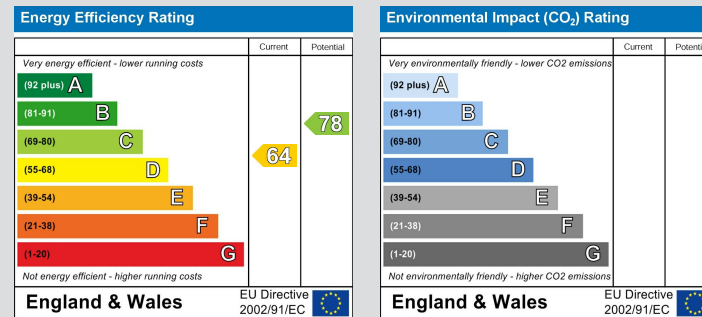 Energy Efficiency Rating
Current Potential
Very energy efficient - lower running costs
(92 plus) A
(81-91) B
(69-80) C
(55-68) D
(39-54) E
(21-38) F
(1-20) G
64
78
Not energy efficient - higher running costs
England & Wales
EU Directive
2002/91/EC
Environmental Impact (CO₂) Rating
Current Potenti
Very environmentally friendly - lower CO2 emissions
(92 plus) A
(81-91) B
(69-80) C
(55-68) D
(39-54) E
(21-38) F
(1-20) G
Not environmentally friendly - higher CO2 emissions
England & Wales
EU Directive
2002/91/EC